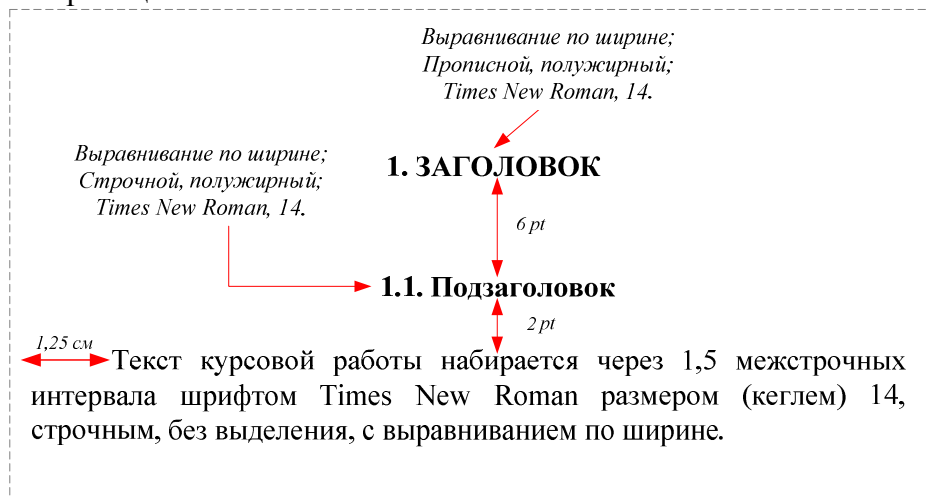 Выравнивание по ширине;
Прописной, полужирный;
Times New Roman, 14.
Выравнивание по ширине;
Строчной, полужирный;
Times New Roman, 14.
1. ЗАГОЛОВОК
6 pt
1.1. Подзаголовок
2 pt
1,25 см
Текст курсовой работы набирается через 1,5 межстрочных
интервала шрифтом Times New Roman размером (кеглем) 14,
строчным, без выделения, с выравниванием по ширине.